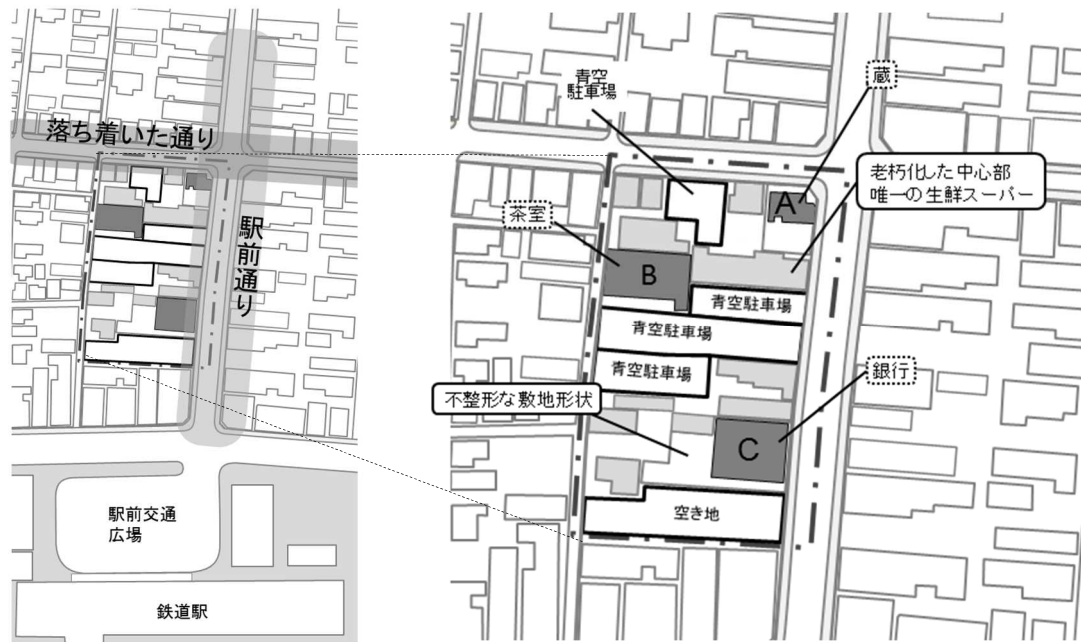 落ち着いた通り
駅前通り
駅前交通
広場
鉄道駅
青空
駐車場
蔵
老朽化した中心部
唯一の生鮮スーパー
茶室
A
B
青空駐車場
青空駐車場
青空駐車場
銀行
不整形な敷地形状
C
空き地